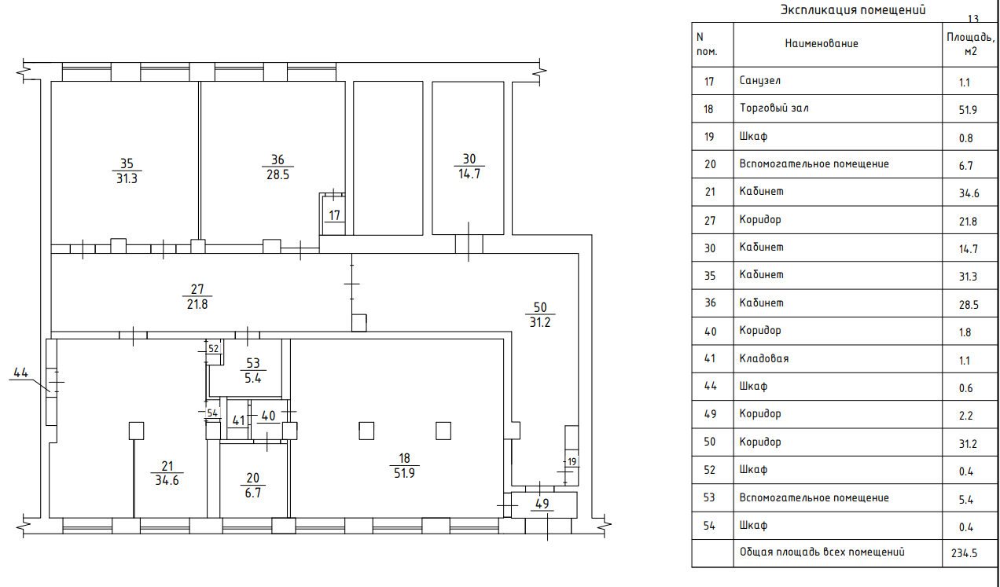 Экспликация помещений
13
N пом. Наименование Площадь, м2
17 Санузел 1.1
18 Торговый зал 51.9
19 Шкаф 0.8
20 Вспомогательное помещение 6.7
21 Кабинет 34.6
27 Коридор 21.8
30 Кабинет 14.7
35 Кабинет 31.3
36 Кабинет 28.5
40 Коридор 1.8
41 Кладовая 1.1
44 Шкаф 0.6
49 Коридор 2.2
50 Коридор 31.2
52 Шкаф 0.4
53 Вспомогательное помещение 5.4
54 Шкаф 0.4
Общая площадь всех помещений 234.5
35
31.3
36
28.5
30
14.7
17
27
21.8
50
31.2
52
53
5.4
44
54
41
40
21
34.6
20
6.7
18
51.9
19
49